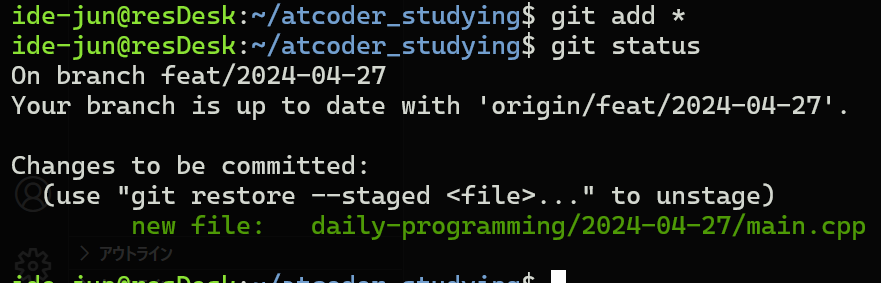 ide-jun@resDesk:~/atcoder_studying$ git add *
ide-jun@resDesk:~/atcoder_studying$ git status
On branch feat/2024-04-27
Your branch is up to date with 'origin/feat/2024-04-27'.
Changes to be committed:
(use "git restore --staged <file>..." to unstage)
new file:   daily-programming/2024-04-27/main.cpp
> アウトライン
ide-jun@resDesk:~/atcoder_studying$